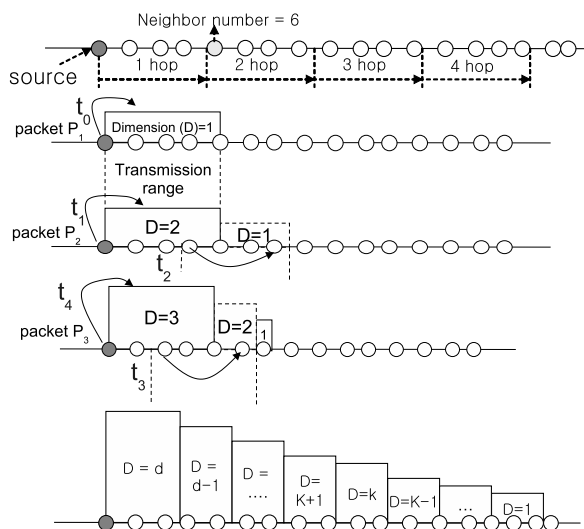 Neighbor number = 6
source
1 hop
2 hop
3 hop
4 hop
t0
packet P1
Dimension (D)=1
Transmission
range
t1
packet P2
D=2
D=1
t2
t4
packet P3
D=3
D=2
1
t3
D = d
D =
d-1
D =
....
D=
K+1
D=k
D=K-1
...
D=1